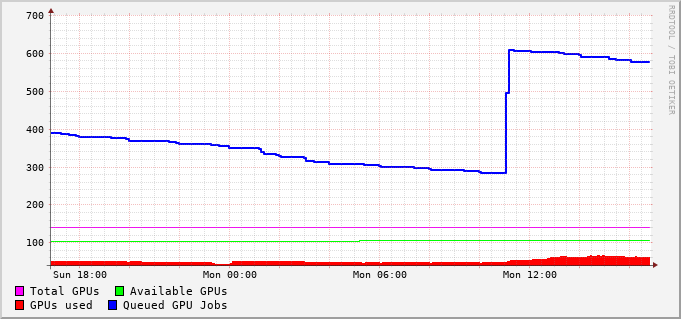 700
600
500
400
300
200
100
Sun 18:00 Mon 00:00 Mon 06:00 Mon 12:00
Total GPUs Available GPUs
GPUs used Queued GPU Jobs
RRDTOOL / TOBI OETIKER